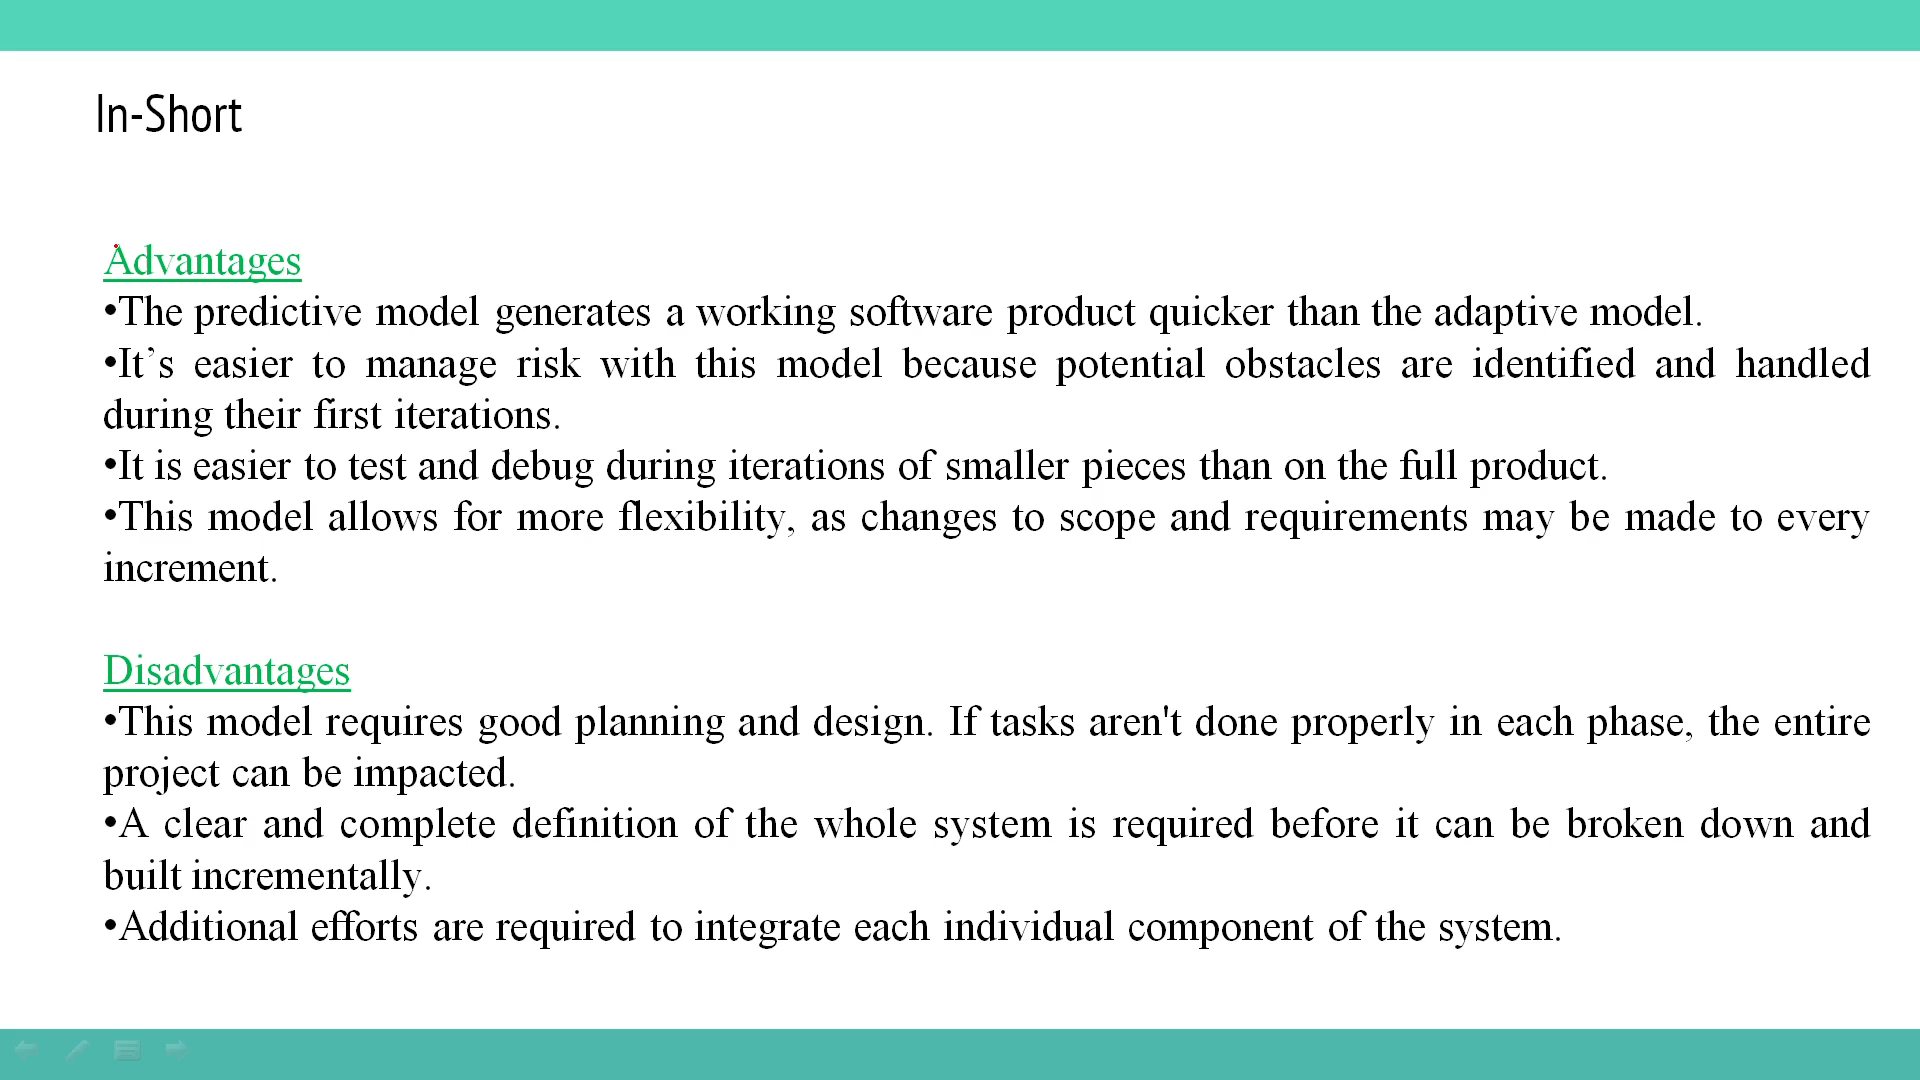 In-Short
Advantages
•The predictive model generates a working software product quicker than the adaptive model.
•It’s easier to manage risk with this model because potential obstacles are identified and handled
during their first iterations.
•It is easier to test and debug during iterations of smaller pieces than on the full product.
•This model allows for more flexibility, as changes to scope and requirements may be made to every
increment.
Disadvantages
•This model requires good planning and design. If tasks aren't done properly in each phase, the entire
project can be impacted.
•A clear and complete definition of the whole system is required before it can be broken down and
built incrementally.
•Additional efforts are required to integrate each individual component of the system.